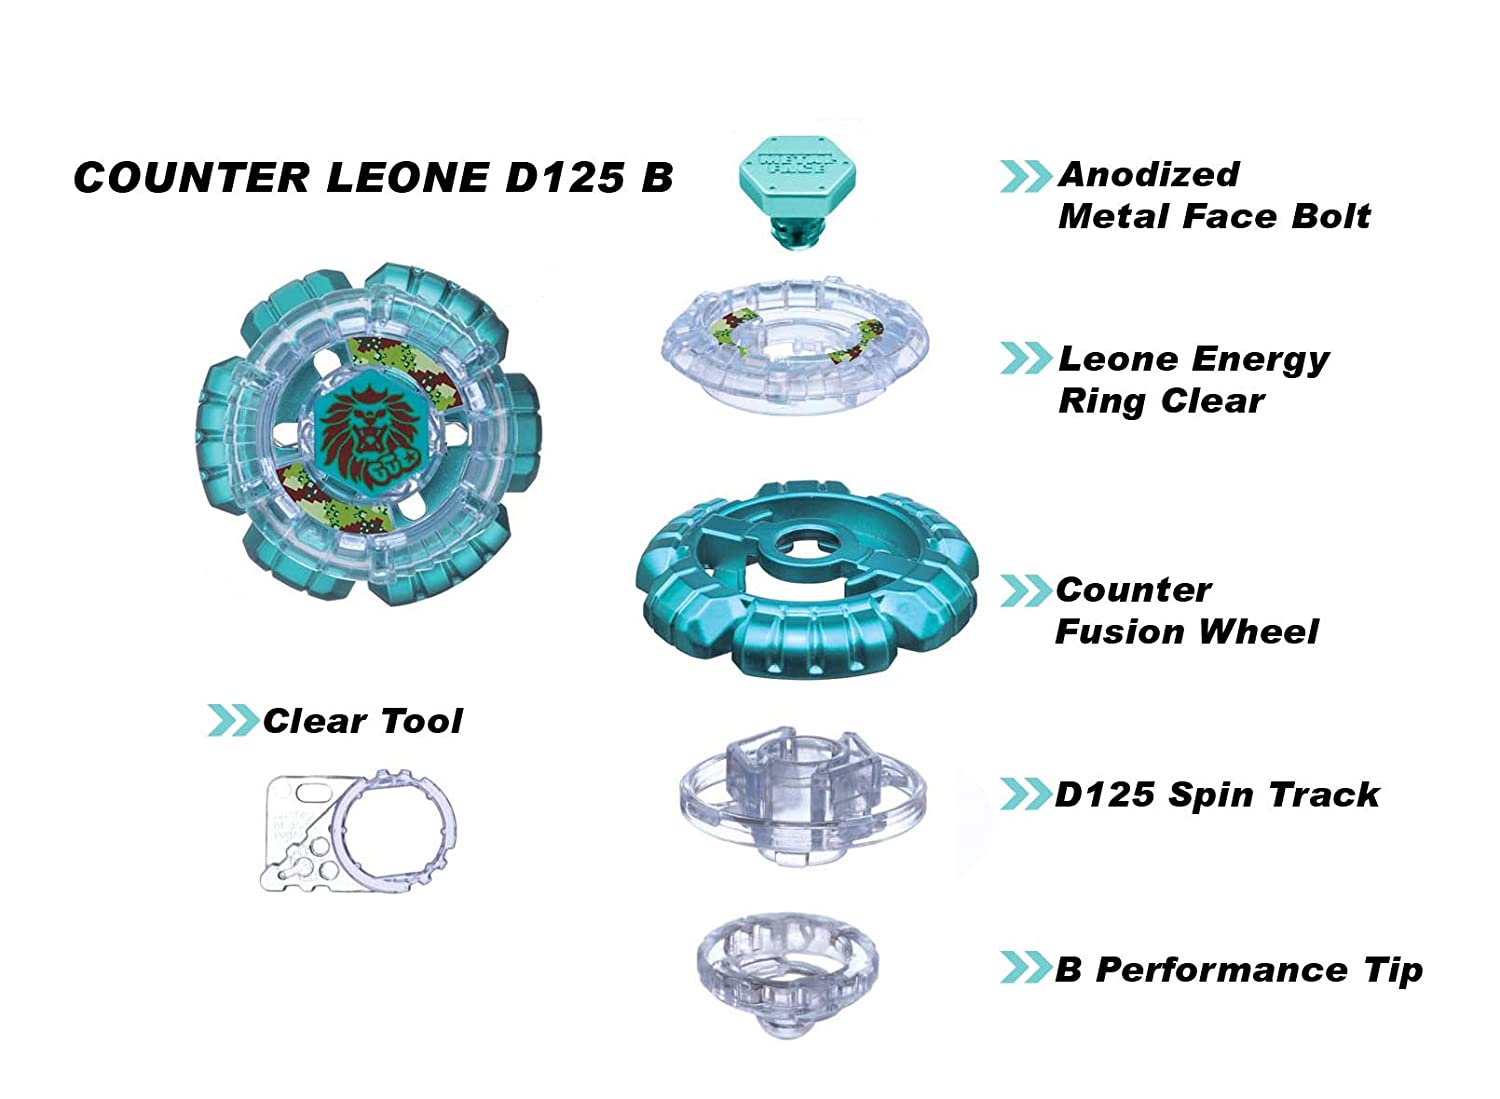 COUNTER LEONE D125 B
METAL
FACE
Anodized
Metal Face Bolt
Leone Energy
Ring Clear
Counter
Fusion Wheel
Clear Tool
D125 Spin Track
B Performance Tip